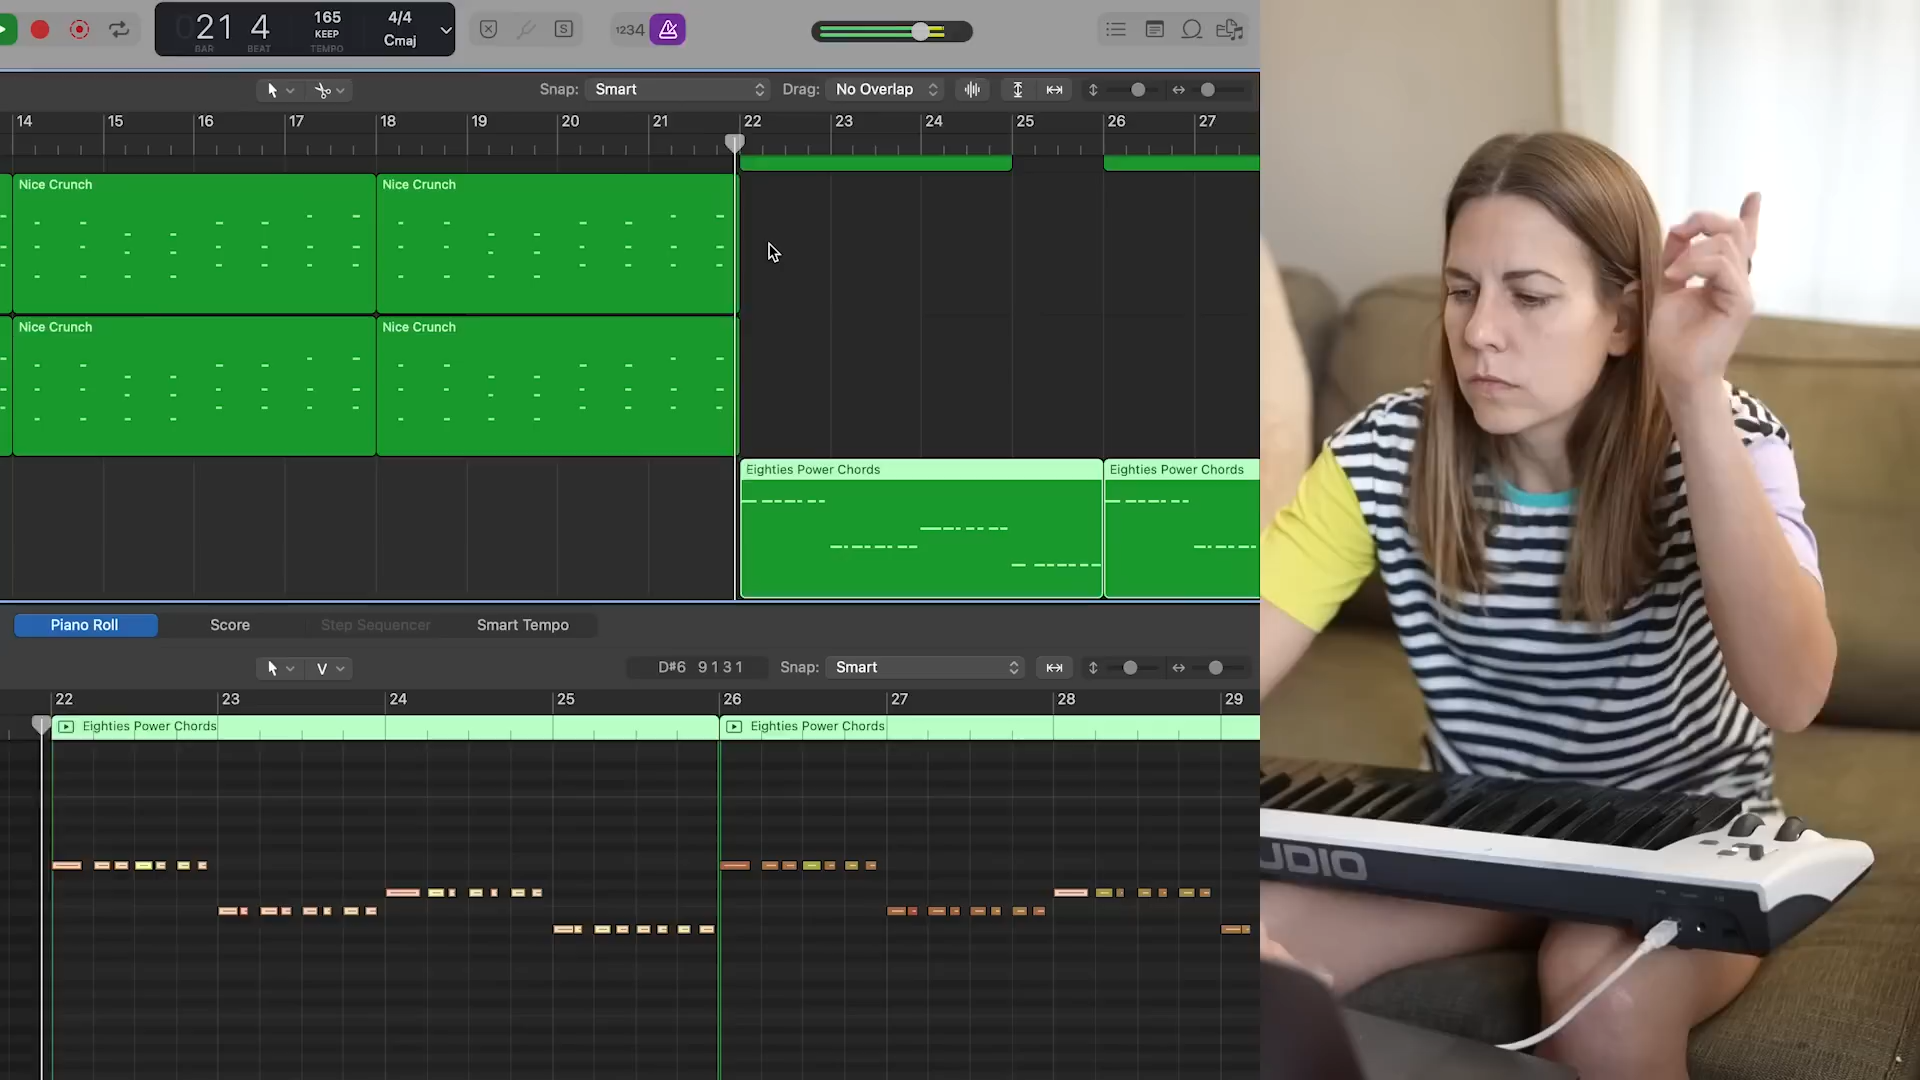 21 4
BAR BEAT
165
KEEP
TEMPO
4/4
Cmaj
S
1234
Snap: Smart
Drag: No Overlap
14 15 16 17 18 19 20 21 22 23 24 25 26 27
Nice Crunch
Nice Crunch
Nice Crunch
Nice Crunch
Eighties Power Chords
Eighties Power Chords
Piano Roll
Score
Step Sequencer
Smart Tempo
V
D#6 9 1 3 1
Snap: Smart
22 23 24 25 26 27 28 29
Eighties Power Chords
Eighties Power Chords
UDIO